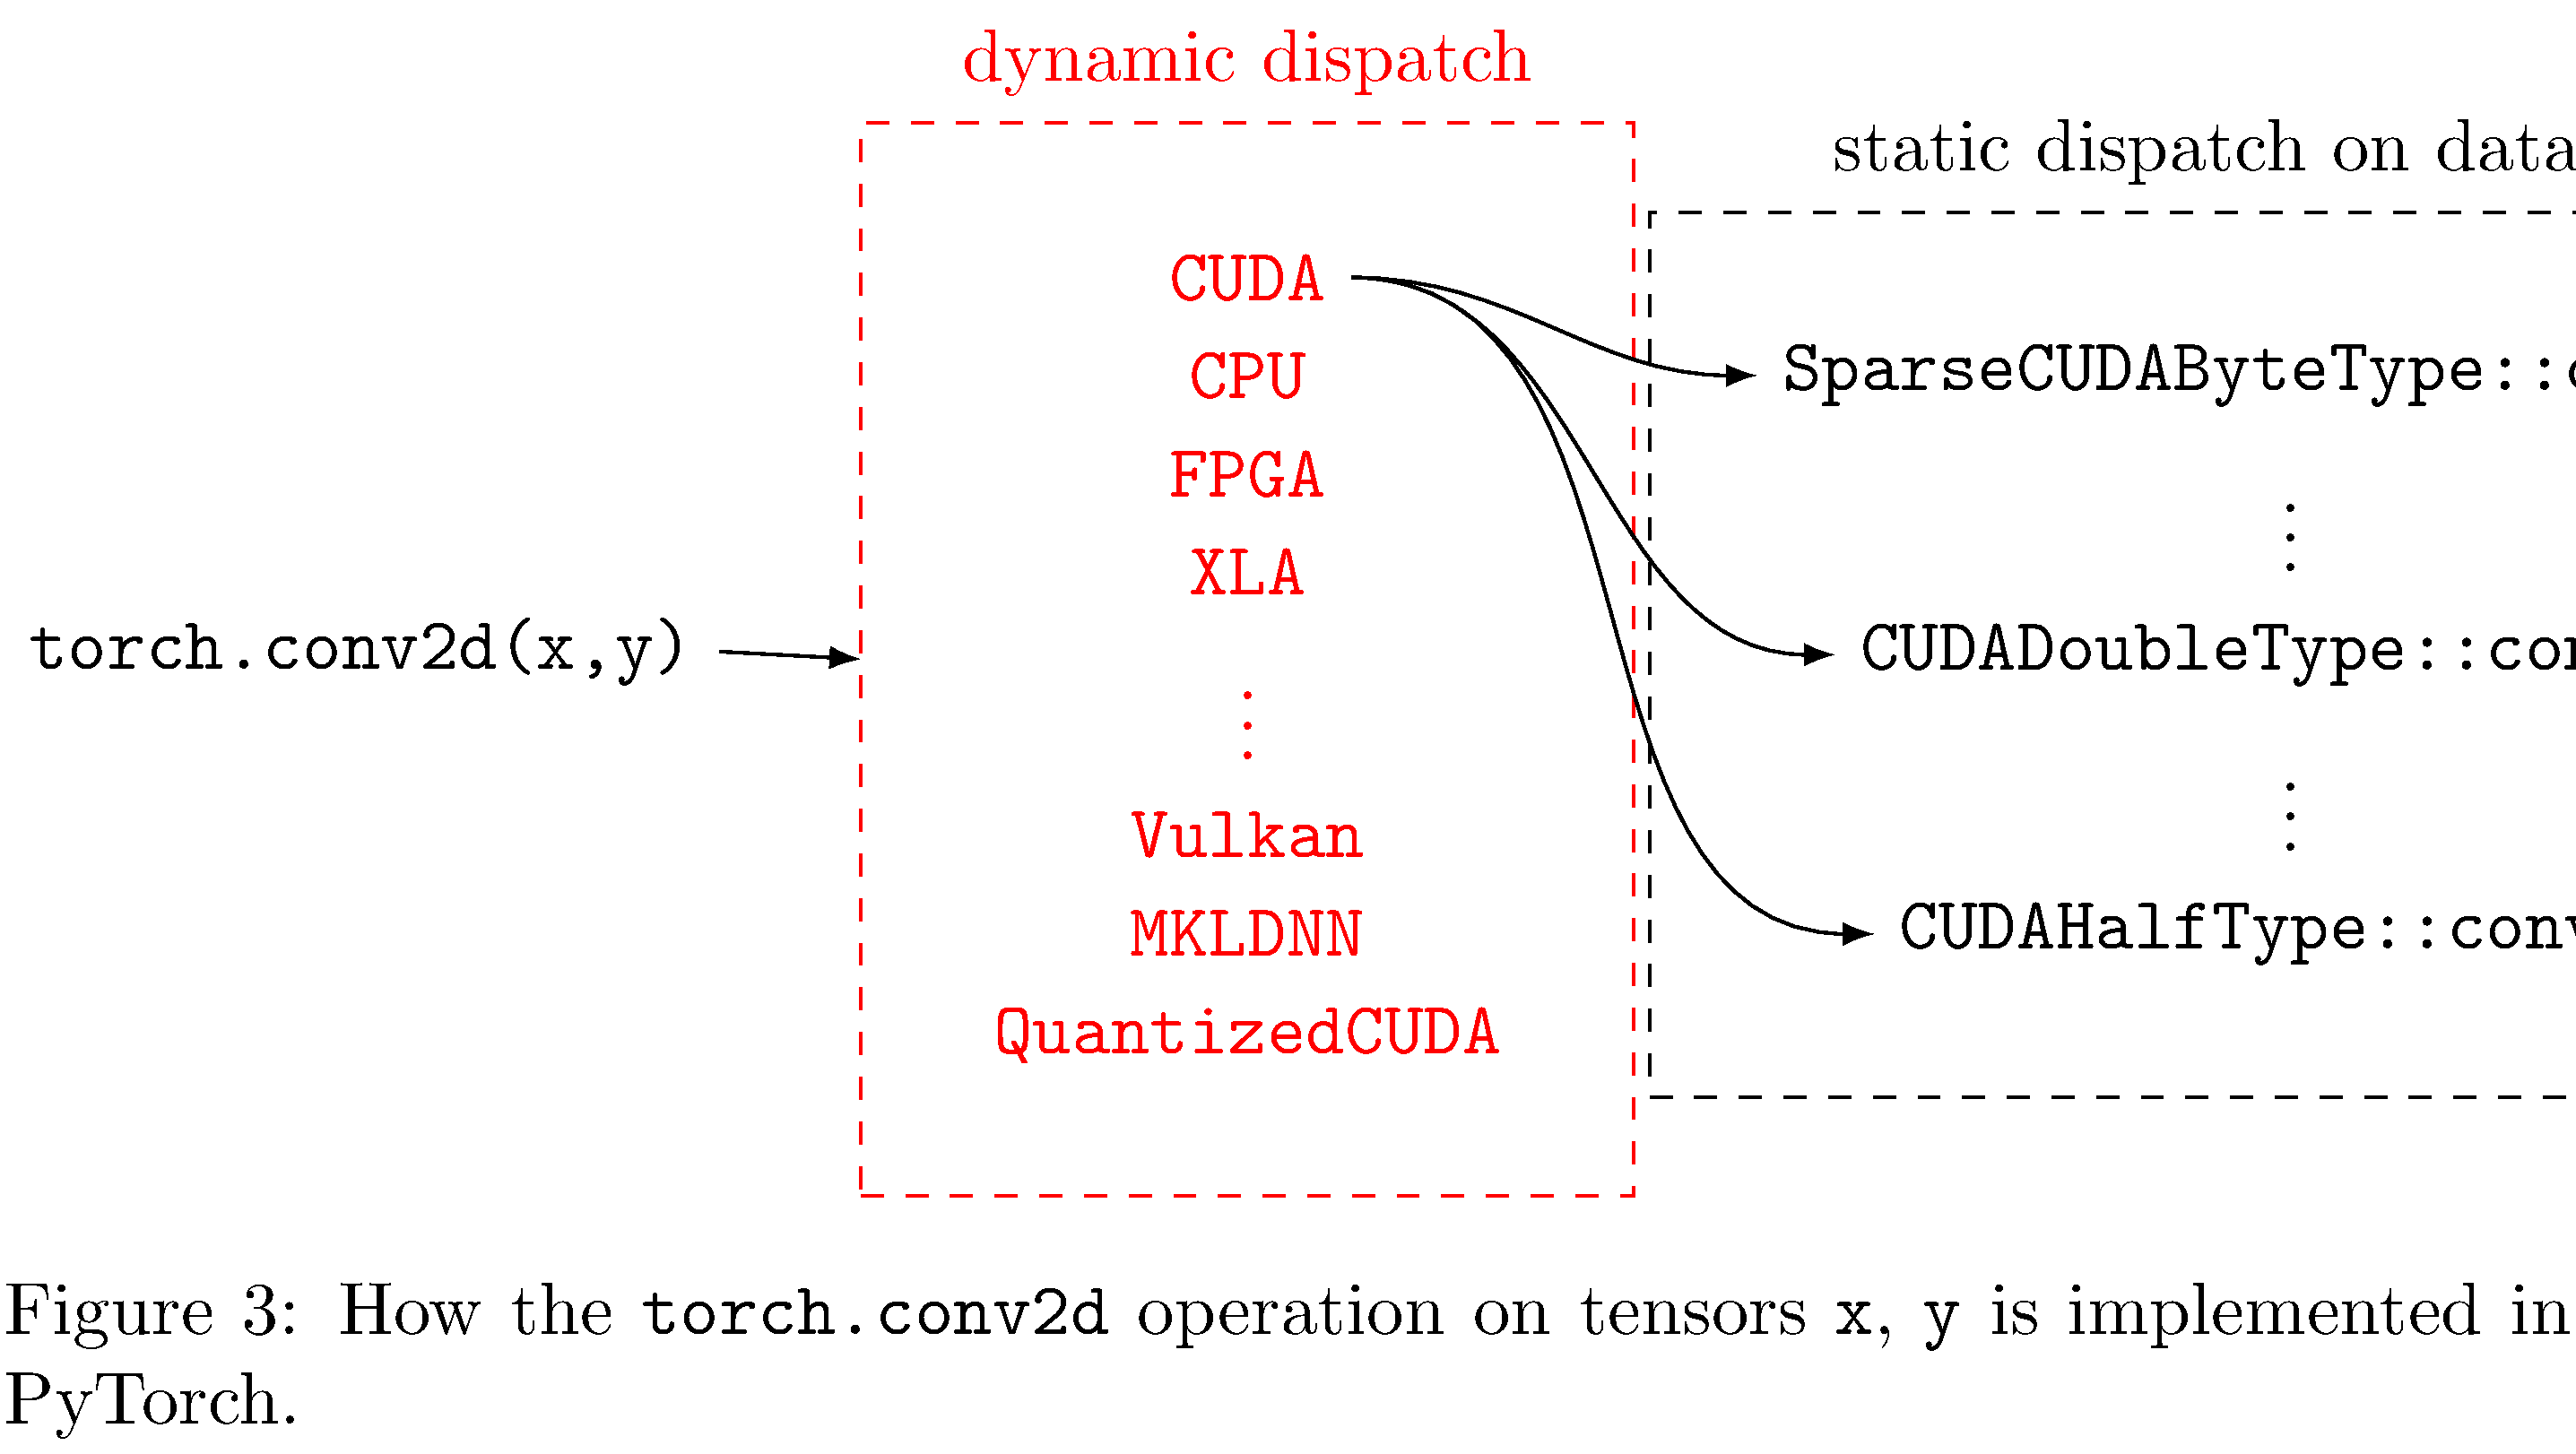 dynamic dispatch
static dispatch on data
CUDA
CPU
FPGA
XLA
Vulkan
MKLDNN
QuantizedCUDA
torch.conv2d(x,y)
SparseCUDAByteType::
CUDADoubleType::con
CUDAHalfType::conv
Figure 3: How the torch.conv2d operation on tensors x, y is implemented in
PyTorch.